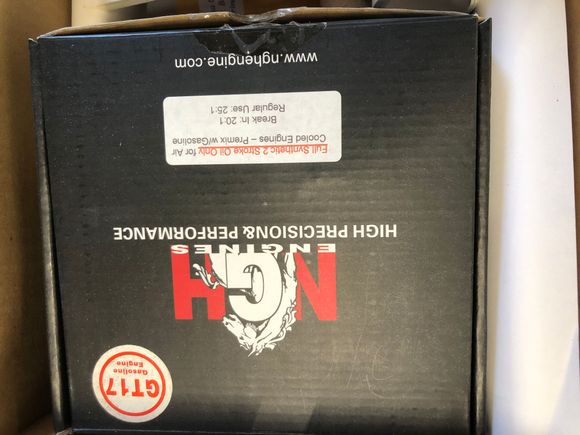 GT17
Gasoline
Engine
NGH
ENGINES
HIGH PRECISION& PERFORMANCE
Full Synthetic 2 Stroke Oil Only for Air
Cooled Engines – Premix w/Gasoline
Break In: 20:1
Regular Use: 25:1
www.nghengine.com